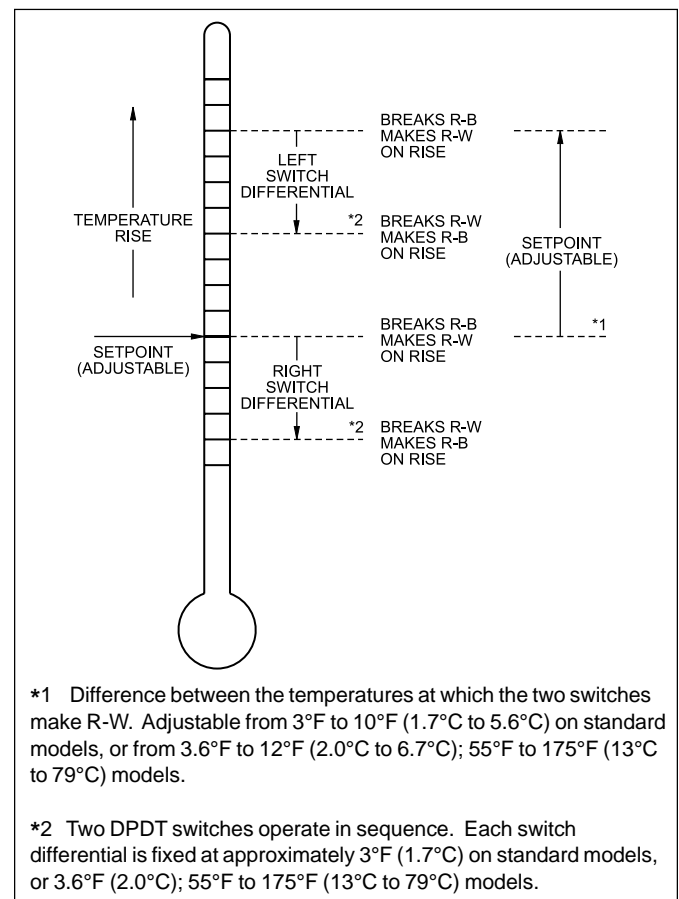 BREAKS R-B
MAKES R-W
ON RISE
LEFT
SWITCH
DIFFERENTIAL
TEMPERATURE
RISE
*2 BREAKS R-W
MAKES R-B
ON RISE
SETPOINT
(ADJUSTABLE)
BREAKS R-B
MAKES R-W
ON RISE
*1
SETPOINT
(ADJUSTABLE)
RIGHT
SWITCH
DIFFERENTIAL
*2 BREAKS R-W
MAKES R-B
ON RISE
*1 Difference between the temperatures at which the two switches
make R-W. Adjustable from 3°F to 10°F (1.7°C to 5.6°C) on standard
models, or from 3.6°F to 12°F (2.0°C to 6.7°C); 55°F to 175°F (13°C
to 79°C) models.
*2 Two DPDT switches operate in sequence. Each switch
differential is fixed at approximately 3°F (1.7°C) on standard models,
or 3.6°F (2.0°C); 55°F to 175°F (13°C to 79°C) models.